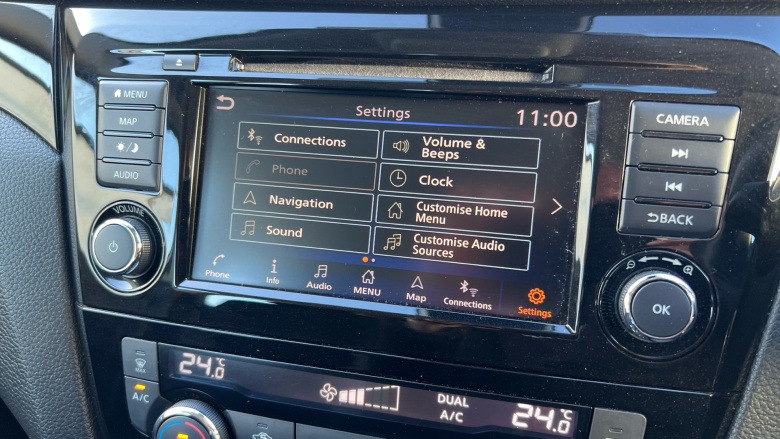 MENU
MAP
AUDIO
VOLUME
Settings
11:00
Connections
Volume &
Beeps
Phone
Clock
Navigation
Customise Home
Menu
Sound
Customise Audio
Sources
Phone
Info
Audio
MENU
Map
Connections
Settings
CAMERA
BACK
OK
MAX
A/C
24.0°C
DUAL
A/C
24.0°C